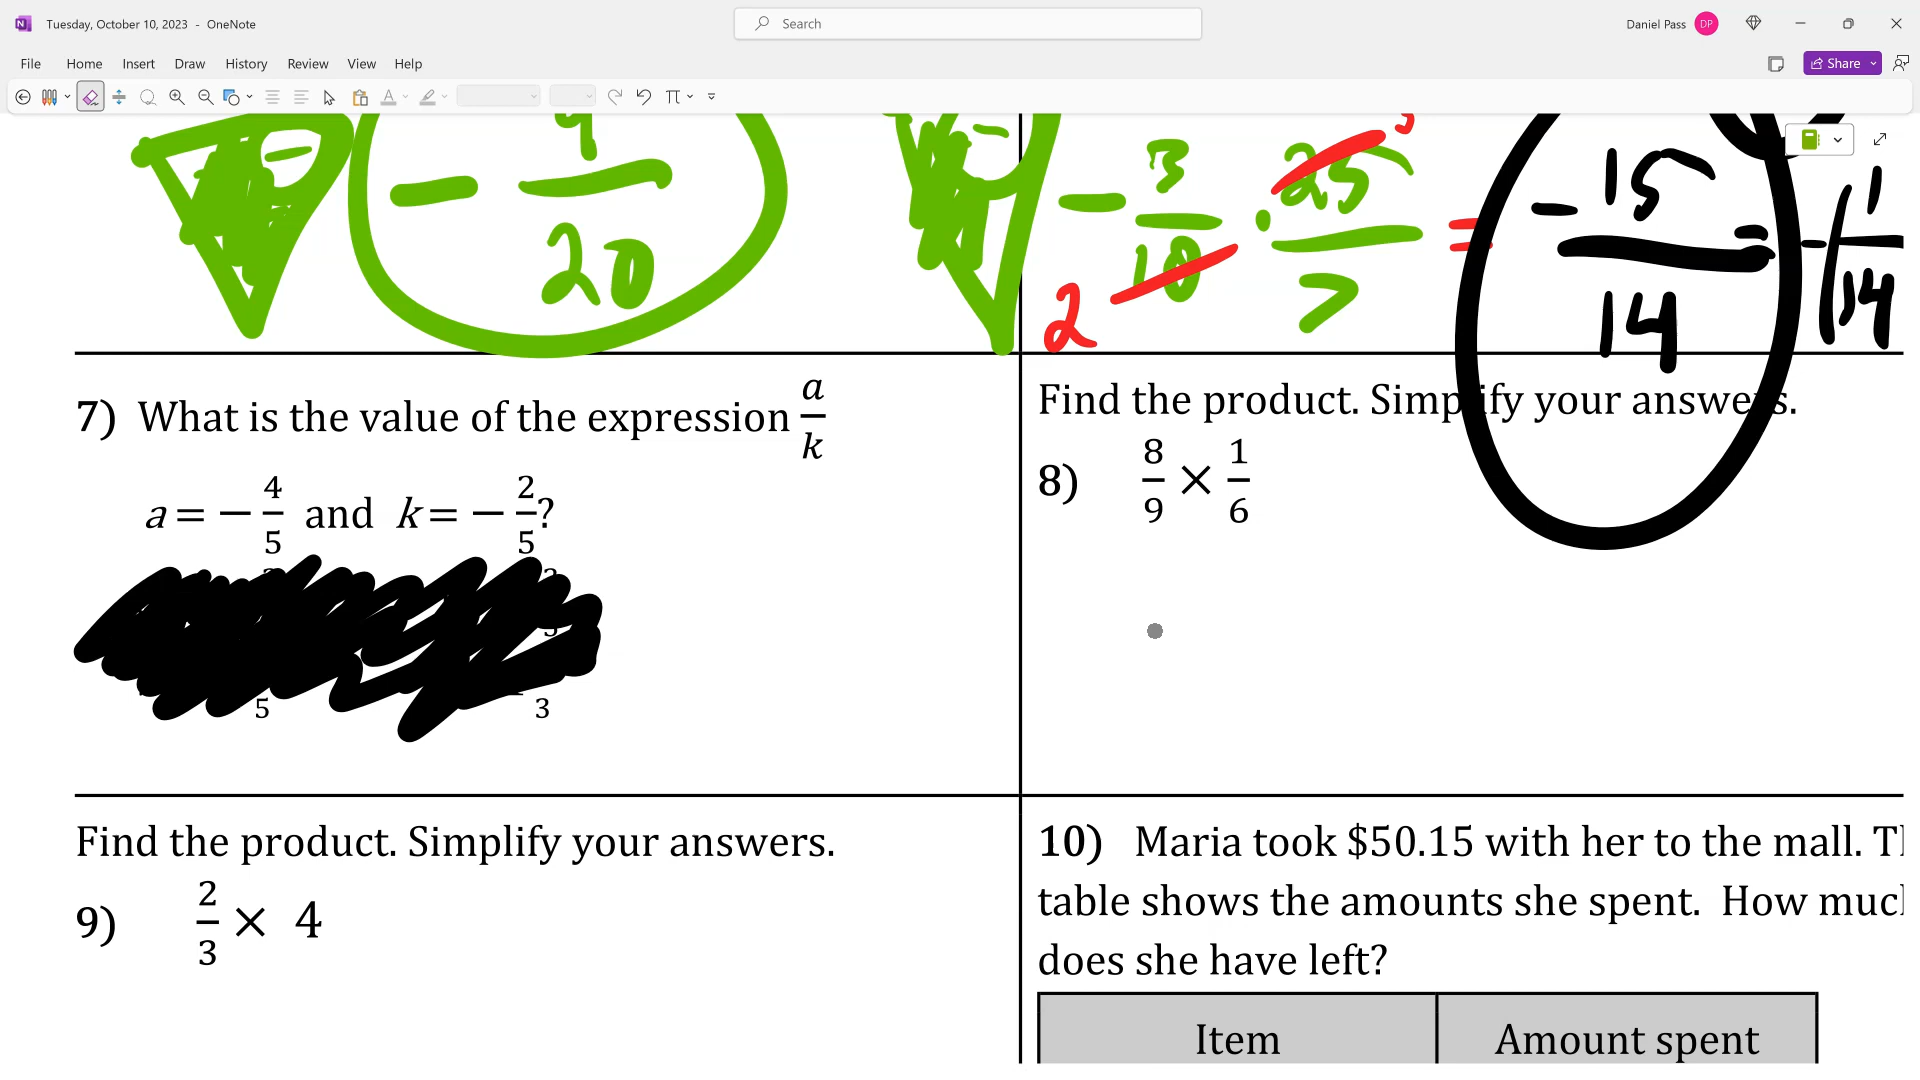 Tuesday, October 10, 2023 - OneNote
Search
Daniel Pass DP
File Home Insert Draw History Review View Help
Share
- 20
- 3/10 · 25/7 = - 15/14 = - 1 1/14
2 5
7) What is the value of the expression a/k
a = - 4/5 and k = - 2/5?
5 3
Find the product. Simplify your answers.
8) 8/9 × 1/6
Find the product. Simplify your answers.
9) 2/3 × 4
10) Maria took $50.15 with her to the mall.
table shows the amounts she spent. How
does she have left?
Item Amount spent